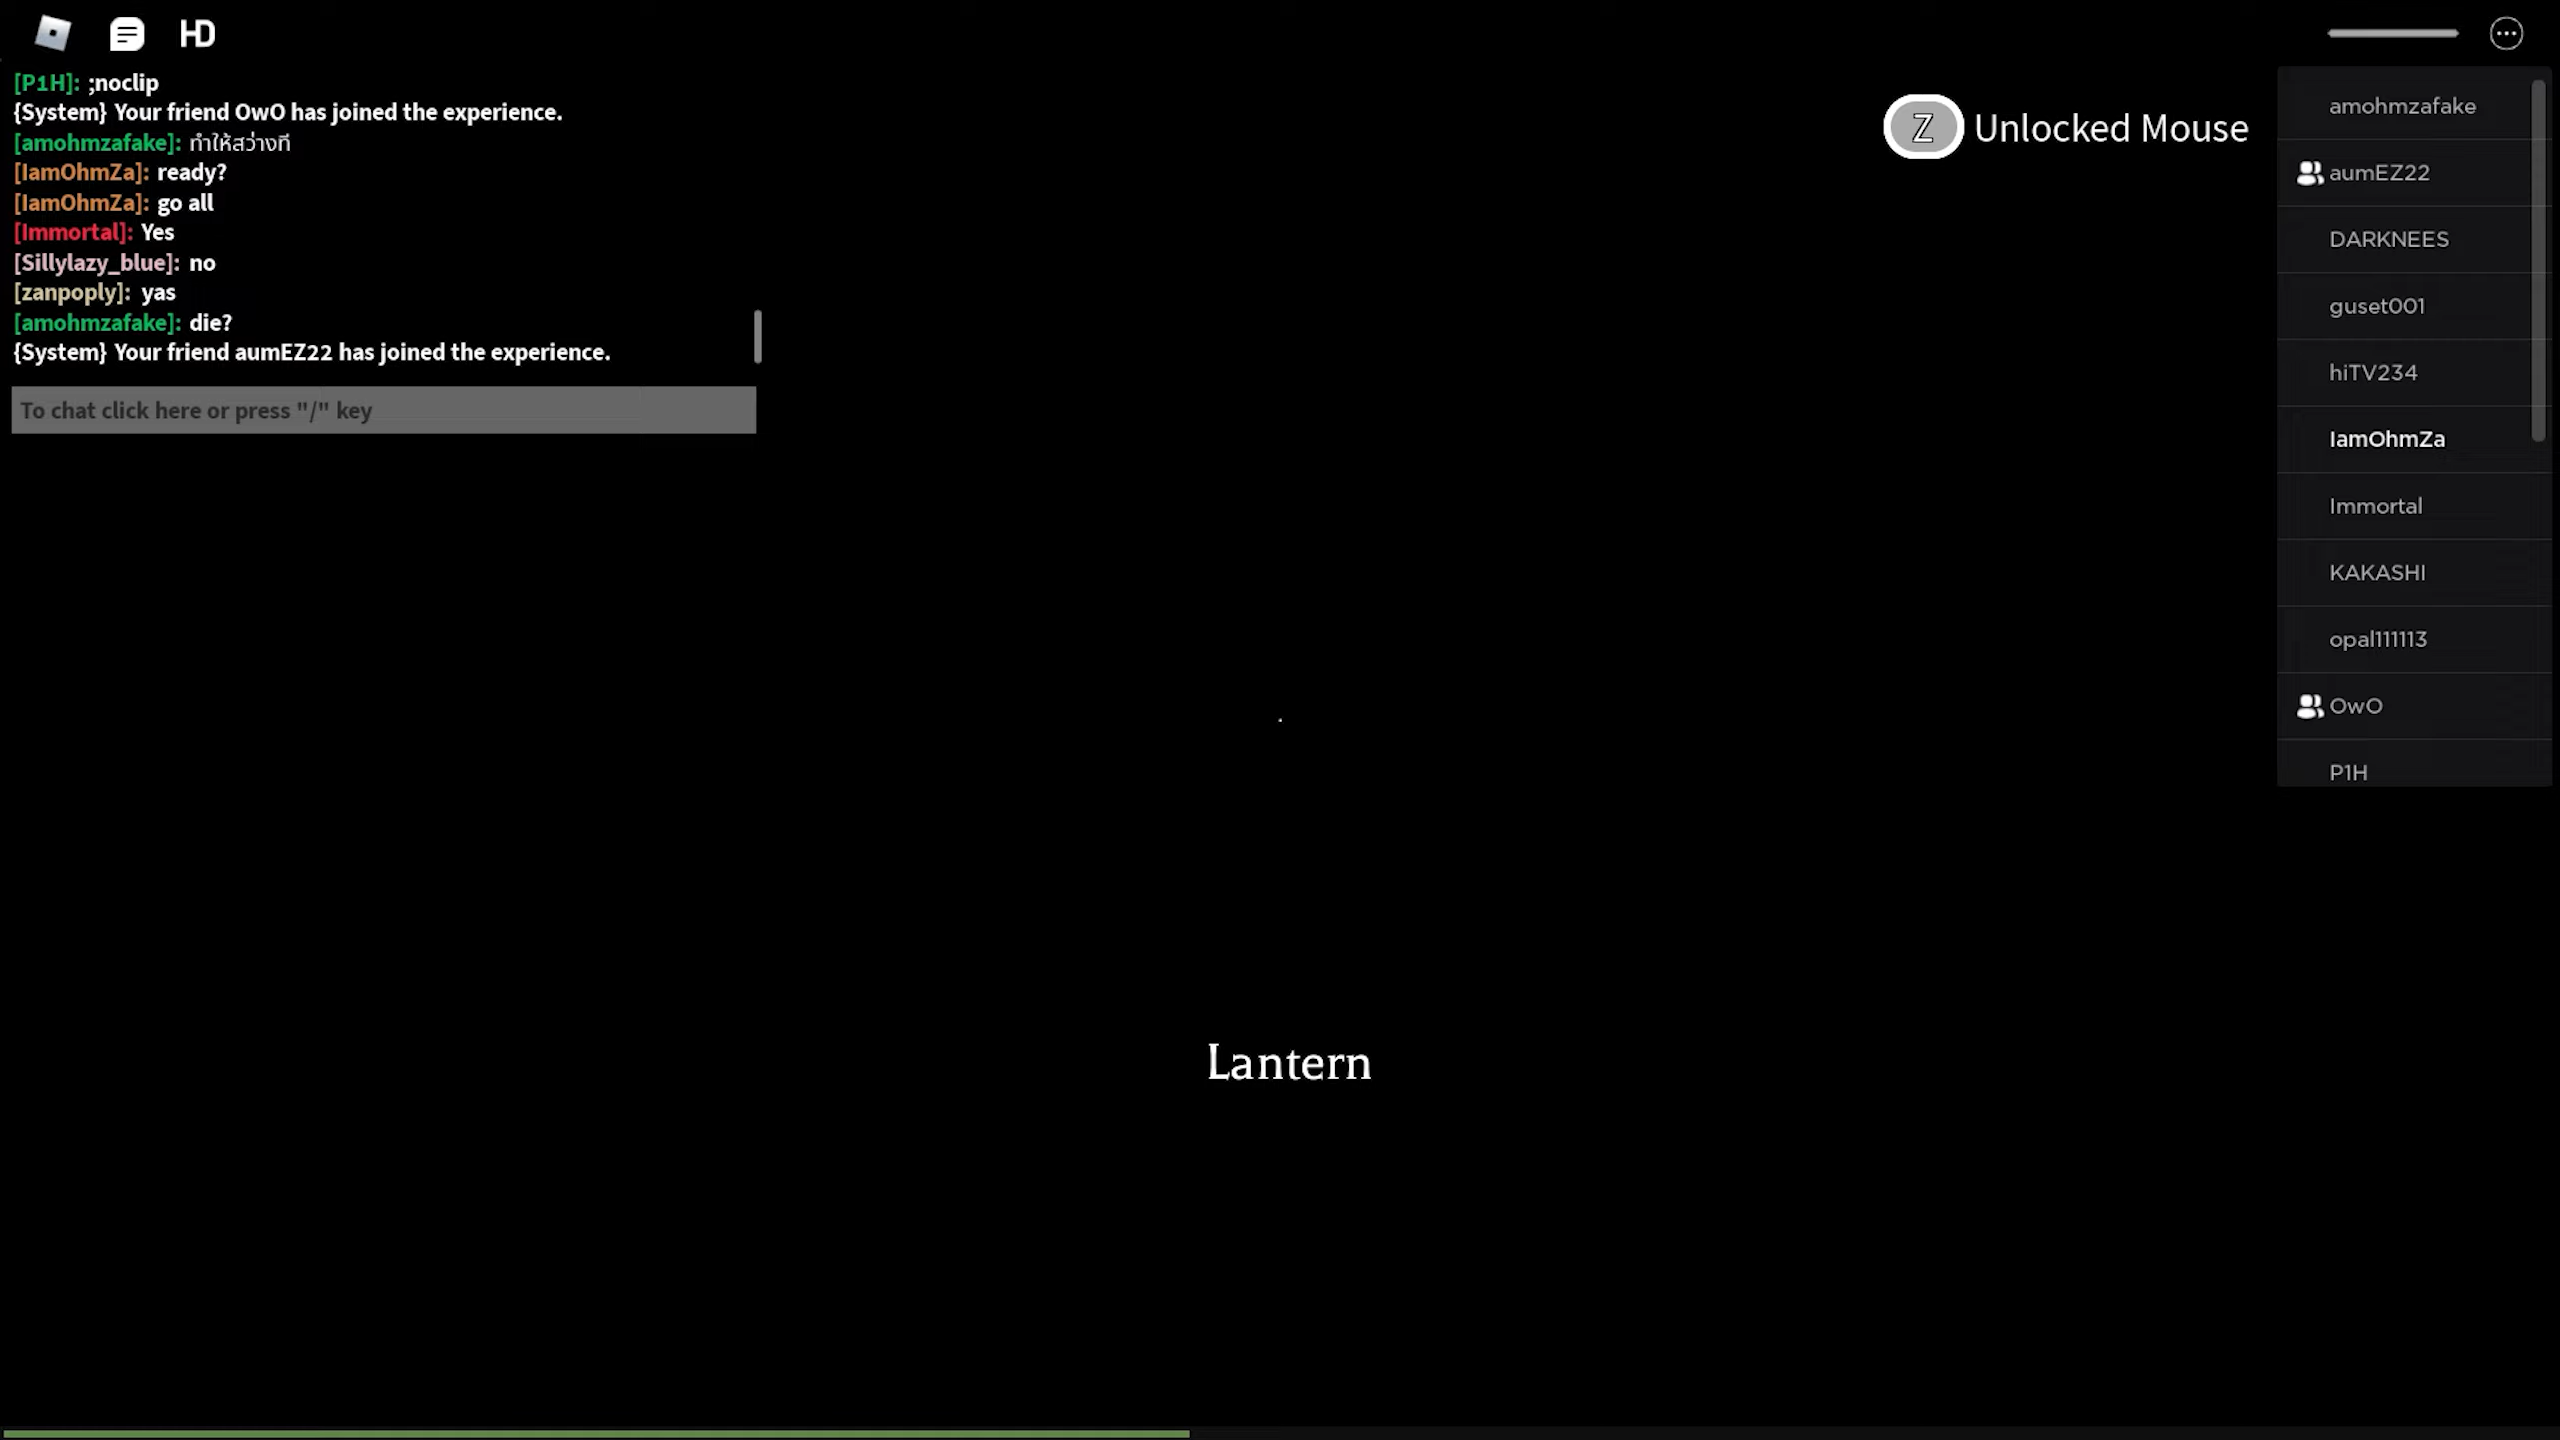 HD
[P1H]: ;noclip
{System} Your friend OwO has joined the experience.
[amohmzafake]: ทำให้สว่างที
[IamOhmZa]: ready?
[IamOhmZa]: go all
[Immortal]: Yes
[Sillylazy_blue]: no
[zanpoply]: yas
[amohmzafake]: die?
{System} Your friend aumEZ22 has joined the experience.
To chat click here or press "/" key
Z Unlocked Mouse
amohmzafake
aumEZ22
DARKNEES
guset001
hiTV234
IamOhmZa
Immortal
KAKASHI
opal111113
OwO
P1H
Lantern